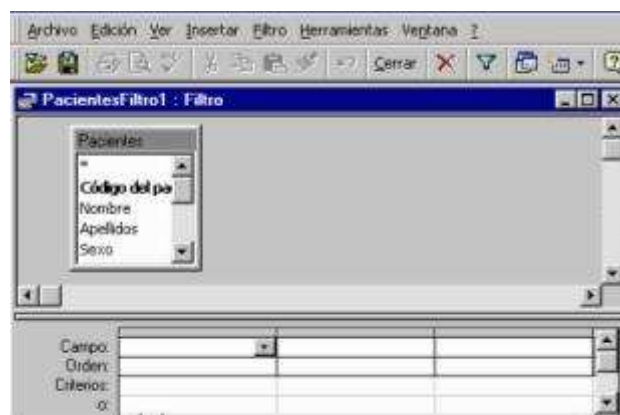 Archivo Edición Ver Insertar Filtro Herramientas Ventana ?
Cerrar
PacientesFiltro1 : Filtro
Pacientes
*
Código del pa
Nombre
Apellidos
Sexo
Campo:
Orden:
Criterios:
o: